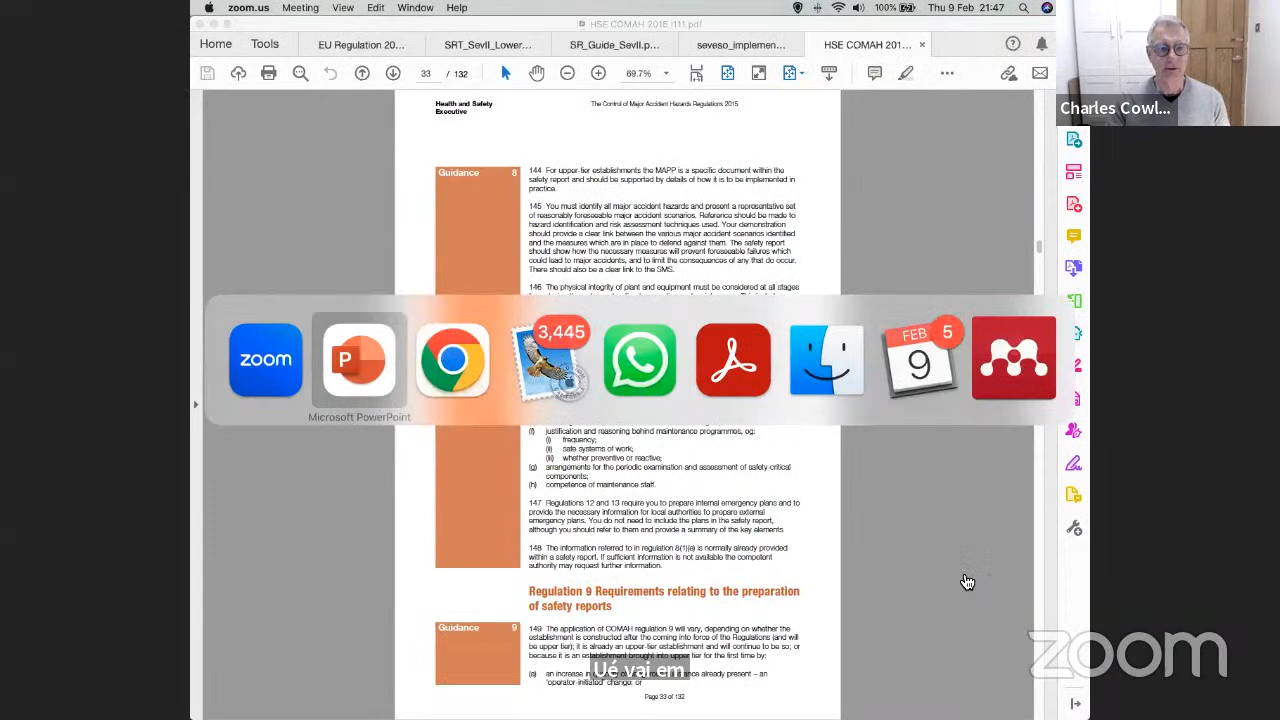 zoom.us Meeting View Edit Window Help
100% Thu 9 Feb 21:47
HSE COMAH 2015 l111.pdf
Home Tools EU Regulation 20... SRT_SevII_Lower... SR_Guide_SevII.p... seveso_implemen... HSE COMAH 201... ×
33 / 132 69.7%
Charles Cowl...
Health and Safety
Executive
The Control of Major Accident Hazards Regulations 2015
Guidance 8
144 For upper-tier establishments the MAPP is a specific document within the
safety report and should be supported by details of how it is to be implemented in
practice.
145 You must identify all major accident hazards and present a representative set
of reasonably foreseeable major accident scenarios. Reference should be made to
hazard identification and risk assessment techniques used. Your demonstration
should provide a clear link between the various major accident scenarios identified
and the measures which are in place to defend against them. The safety report
should show how the necessary measures will prevent foreseeable failures which
could lead to major accidents, and to limit the consequences of any that do occur.
There should also be a clear link to the SMS.
146 The physical integrity of plant and equipment must be considered at all stages
zoom
P
3,445
FEB
9
5
Microsoft PowerPoint
(f) justification and reasoning behind maintenance programmes, eg:
(i) frequency;
(ii) safe systems of work;
(iii) whether preventive or reactive;
(g) arrangements for the periodic examination and assessment of safety-critical
components;
(h) competence of maintenance staff.
147 Regulations 12 and 13 require you to prepare internal emergency plans and to
provide the necessary information for local authorities to prepare external
emergency plans. You do not need to include the plans in the safety report,
although you should refer to them and provide a summary of the key elements
148 The information referred to in regulation 8(1)(e) is normally already provided
within a safety report. If sufficient information is not available the competent
authority may request further information.
Regulation 9 Requirements relating to the preparation
of safety reports
Guidance 9
149 The application of COMAH regulation 9 will vary, depending on whether the
establishment is constructed after the coming into force of the Regulations (and will
be upper tier); it is already an upper-tier establishment and will continue to be so; or
because it is an establishment brought into upper tier for the first time by:
(a) an increase in already present – an
'operator-initiated' change; or
Ué vai em
Page 33 of 132
zoom